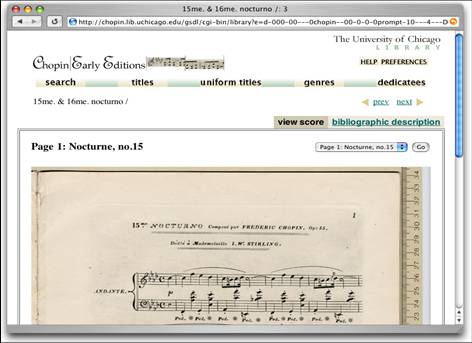 15me. & 16me. nocturno /: 3
http://chopin.lib.uchicago.edu/gsdl/cgi-bin/library?e=d-000-00---0chopin--00-0-0-0prompt-10---4---D
The University of Chicago
LIBRARY
Chopin Early Editions
HELP PREFERENCES
search titles uniform titles genres dedicatees
15me. & 16me. nocturno /
prev next
view score bibliographic description
Page 1: Nocturne, no.15
Page 1: Nocturne, no.15 Go
1
15me NOCTURNO Composé par FREDERIC CHOPIN. Op: 55.
Dédié à Mademoiselle I. W. STIRLING.
ANDANTE.
Ped. * Ped. * Ped. * Ped. * Ped. * Ped. * Ped. *